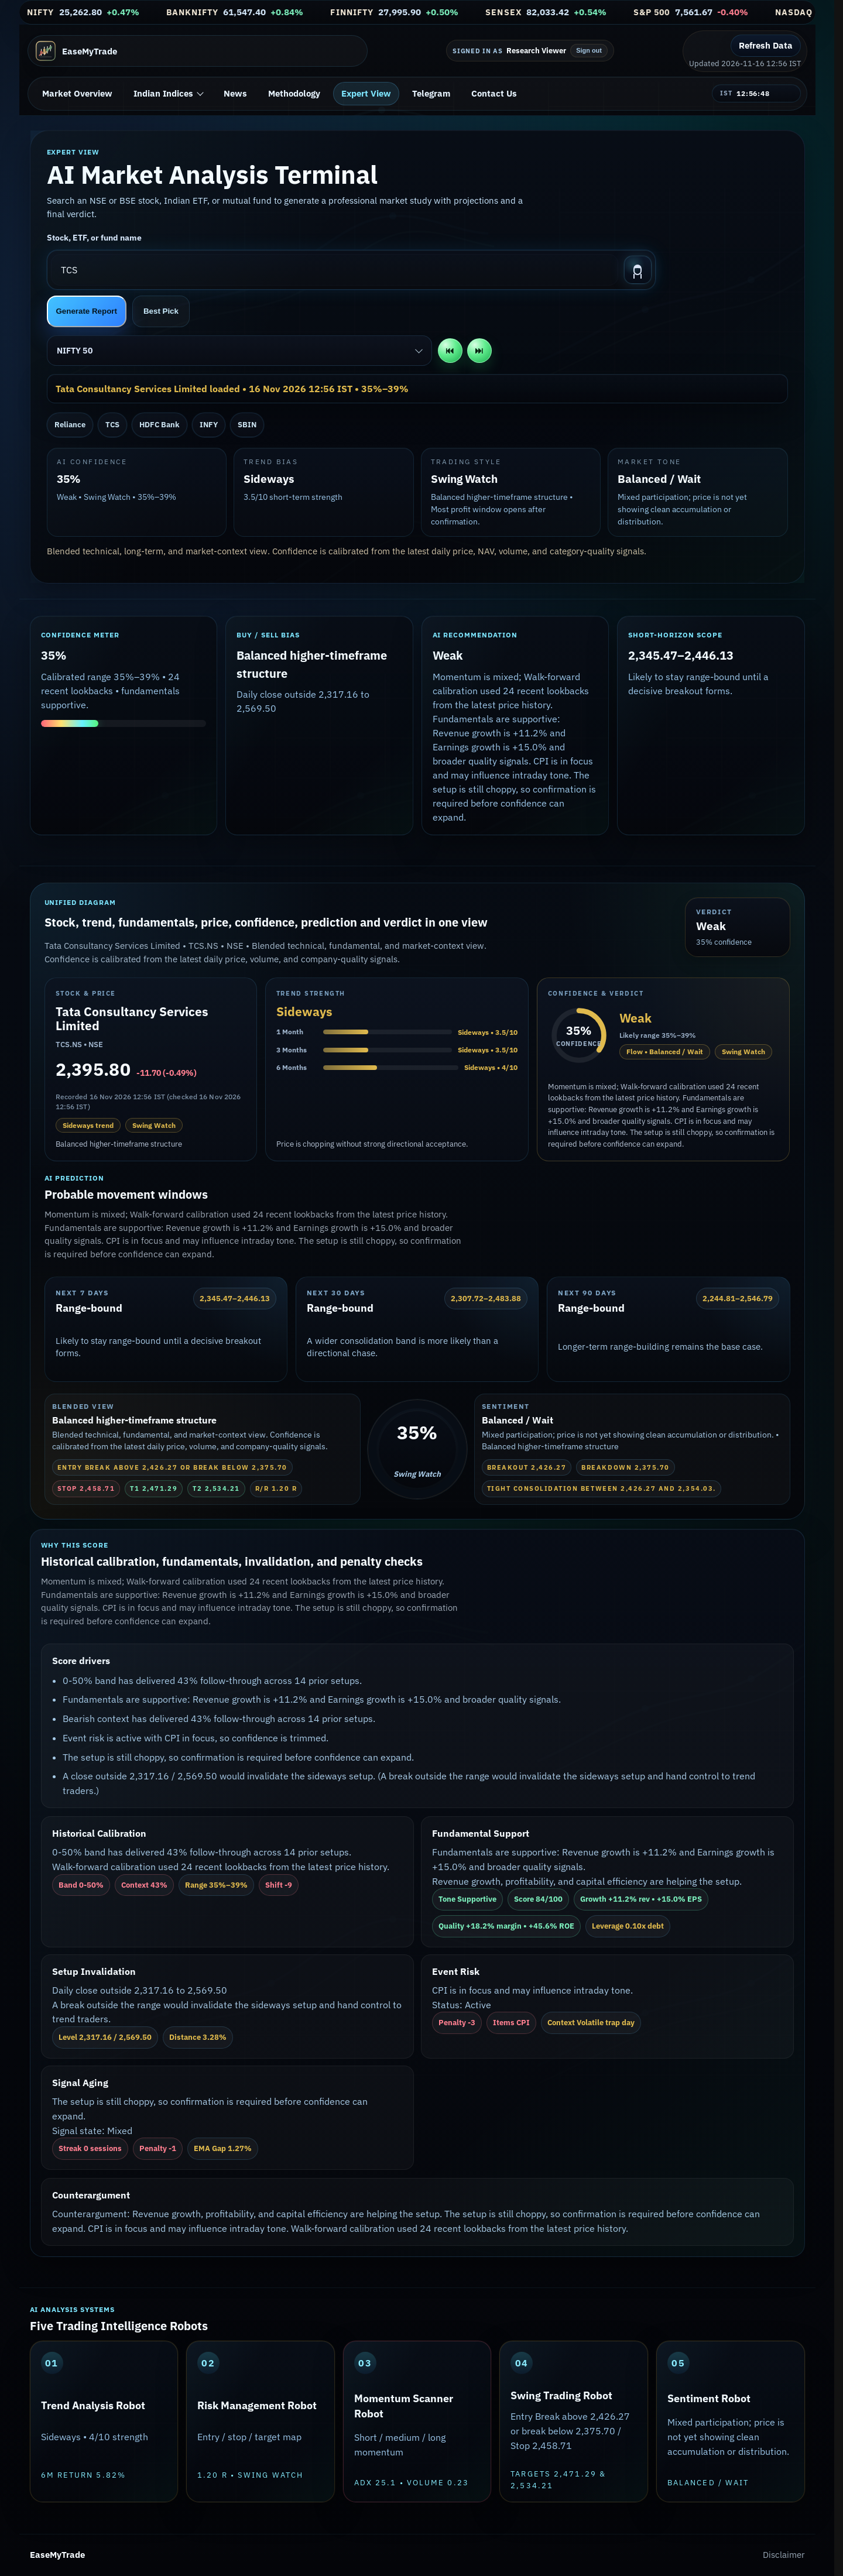 NIFTY 25,262.80 +0.47% BANKNIFTY 61,547.40 +0.84% FINNIFTY 27,995.90 +0.50% SENSEX 82,033.42 +0.54% S&P 500 7,561.67 -0.40% NASDAQ
EaseMyTrade
SIGNED IN AS Research Viewer Sign out
Refresh Data
Updated 2026-11-16 12:56 IST
Market Overview Indian Indices News Methodology Expert View Telegram Contact Us IST 12:56:48
EXPERT VIEW
AI Market Analysis Terminal
Search an NSE or BSE stock, Indian ETF, or mutual fund to generate a professional market study with projections and a
final verdict.
Stock, ETF, or fund name
TCS
Generate Report Best Pick
NIFTY 50
Tata Consultancy Services Limited loaded • 16 Nov 2026 12:56 IST • 35%–39%
Reliance TCS HDFC Bank INFY SBIN
AI CONFIDENCE
35%
Weak • Swing Watch • 35%–39%
TREND BIAS
Sideways
3.5/10 short-term strength
TRADING STYLE
Swing Watch
Balanced higher-timeframe structure •
Most profit window opens after
confirmation.
MARKET TONE
Balanced / Wait
Mixed participation; price is not yet
showing clean accumulation or
distribution.
Blended technical, long-term, and market-context view. Confidence is calibrated from the latest daily price, NAV, volume, and category-quality signals.
CONFIDENCE METER
35%
Calibrated range 35%–39% • 24
recent lookbacks • fundamentals
supportive.
BUY / SELL BIAS
Balanced higher-timeframe
structure
Daily close outside 2,317.16 to
2,569.50
AI RECOMMENDATION
Weak
Momentum is mixed; Walk-forward
calibration used 24 recent lookbacks
from the latest price history.
Fundamentals are supportive:
Revenue growth is +11.2% and
Earnings growth is +15.0% and
broader quality signals. CPI is in focus
and may influence intraday tone. The
setup is still choppy, so confirmation is
required before confidence can
expand.
SHORT-HORIZON SCOPE
2,345.47–2,446.13
Likely to stay range-bound until a
decisive breakout forms.
UNIFIED DIAGRAM
Stock, trend, fundamentals, price, confidence, prediction and verdict in one view
Tata Consultancy Services Limited • TCS.NS • NSE • Blended technical, fundamental, and market-context view.
Confidence is calibrated from the latest daily price, volume, and company-quality signals.
VERDICT
Weak
35% confidence
STOCK & PRICE
Tata Consultancy Services
Limited
TCS.NS • NSE
2,395.80 -11.70 (-0.49%)
Recorded 16 Nov 2026 12:56 IST (checked 16 Nov 2026
12:56 IST)
Sideways trend Swing Watch
Balanced higher-timeframe structure
TREND STRENGTH
Sideways
1 Month Sideways • 3.5/10
3 Months Sideways • 3.5/10
6 Months Sideways • 4/10
Price is chopping without strong directional acceptance.
CONFIDENCE & VERDICT
35%
CONFIDENCE
Weak
Likely range 35%–39%
Flow • Balanced / Wait Swing Watch
Momentum is mixed; Walk-forward calibration used 24 recent
lookbacks from the latest price history. Fundamentals are
supportive: Revenue growth is +11.2% and Earnings growth is
+15.0% and broader quality signals. CPI is in focus and may
influence intraday tone. The setup is still choppy, so confirmation is
required before confidence can expand.
AI PREDICTION
Probable movement windows
Momentum is mixed; Walk-forward calibration used 24 recent lookbacks from the latest price history.
Fundamentals are supportive: Revenue growth is +11.2% and Earnings growth is +15.0% and broader
quality signals. CPI is in focus and may influence intraday tone. The setup is still choppy, so confirmation
is required before confidence can expand.
NEXT 7 DAYS
Range-bound
2,345.47–2,446.13
Likely to stay range-bound until a decisive breakout
forms.
NEXT 30 DAYS
Range-bound
2,307.72–2,483.88
A wider consolidation band is more likely than a
directional chase.
NEXT 90 DAYS
Range-bound
2,244.81–2,546.79
Longer-term range-building remains the base case.
BLENDED VIEW
Balanced higher-timeframe structure
Blended technical, fundamental, and market-context view. Confidence is
calibrated from the latest daily price, volume, and company-quality signals.
ENTRY BREAK ABOVE 2,426.27 OR BREAK BELOW 2,375.70
STOP 2,458.71 T1 2,471.29 T2 2,534.21 R/R 1.20 R
35%
Swing Watch
SENTIMENT
Balanced / Wait
Mixed participation; price is not yet showing clean accumulation or distribution. •
Balanced higher-timeframe structure
BREAKOUT 2,426.27 BREAKDOWN 2,375.70
TIGHT CONSOLIDATION BETWEEN 2,426.27 AND 2,354.03.
WHY THIS SCORE
Historical calibration, fundamentals, invalidation, and penalty checks
Momentum is mixed; Walk-forward calibration used 24 recent lookbacks from the latest price history.
Fundamentals are supportive: Revenue growth is +11.2% and Earnings growth is +15.0% and broader
quality signals. CPI is in focus and may influence intraday tone. The setup is still choppy, so confirmation
is required before confidence can expand.
Score drivers
• 0-50% band has delivered 43% follow-through across 14 prior setups.
• Fundamentals are supportive: Revenue growth is +11.2% and Earnings growth is +15.0% and broader quality signals.
• Bearish context has delivered 43% follow-through across 14 prior setups.
• Event risk is active with CPI in focus, so confidence is trimmed.
• The setup is still choppy, so confirmation is required before confidence can expand.
• A close outside 2,317.16 / 2,569.50 would invalidate the sideways setup. (A break outside the range would invalidate the sideways setup and hand control to trend
traders.)
Historical Calibration
0-50% band has delivered 43% follow-through across 14 prior setups.
Walk-forward calibration used 24 recent lookbacks from the latest price history.
Band 0-50% Context 43% Range 35%–39% Shift -9
Fundamental Support
Fundamentals are supportive: Revenue growth is +11.2% and Earnings growth is
+15.0% and broader quality signals.
Revenue growth, profitability, and capital efficiency are helping the setup.
Tone Supportive Score 84/100 Growth +11.2% rev • +15.0% EPS
Quality +18.2% margin • +45.6% ROE Leverage 0.10x debt
Setup Invalidation
Daily close outside 2,317.16 to 2,569.50
A break outside the range would invalidate the sideways setup and hand control to
trend traders.
Level 2,317.16 / 2,569.50 Distance 3.28%
Event Risk
CPI is in focus and may influence intraday tone.
Status: Active
Penalty -3 Items CPI Context Volatile trap day
Signal Aging
The setup is still choppy, so confirmation is required before confidence can
expand.
Signal state: Mixed
Streak 0 sessions Penalty -1 EMA Gap 1.27%
Counterargument
Counterargument: Revenue growth, profitability, and capital efficiency are helping the setup. The setup is still choppy, so confirmation is required before confidence can
expand. CPI is in focus and may influence intraday tone. Walk-forward calibration used 24 recent lookbacks from the latest price history.
AI ANALYSIS SYSTEMS
Five Trading Intelligence Robots
01
Trend Analysis Robot
Sideways • 4/10 strength
6M RETURN 5.82%
02
Risk Management Robot
Entry / stop / target map
1.20 R • SWING WATCH
03
Momentum Scanner
Robot
Short / medium / long
momentum
ADX 25.1 • VOLUME 0.23
04
Swing Trading Robot
Entry Break above 2,426.27
or break below 2,375.70 /
Stop 2,458.71
TARGETS 2,471.29 &
2,534.21
05
Sentiment Robot
Mixed participation; price is
not yet showing clean
accumulation or distribution.
BALANCED / WAIT
EaseMyTrade
Disclaimer